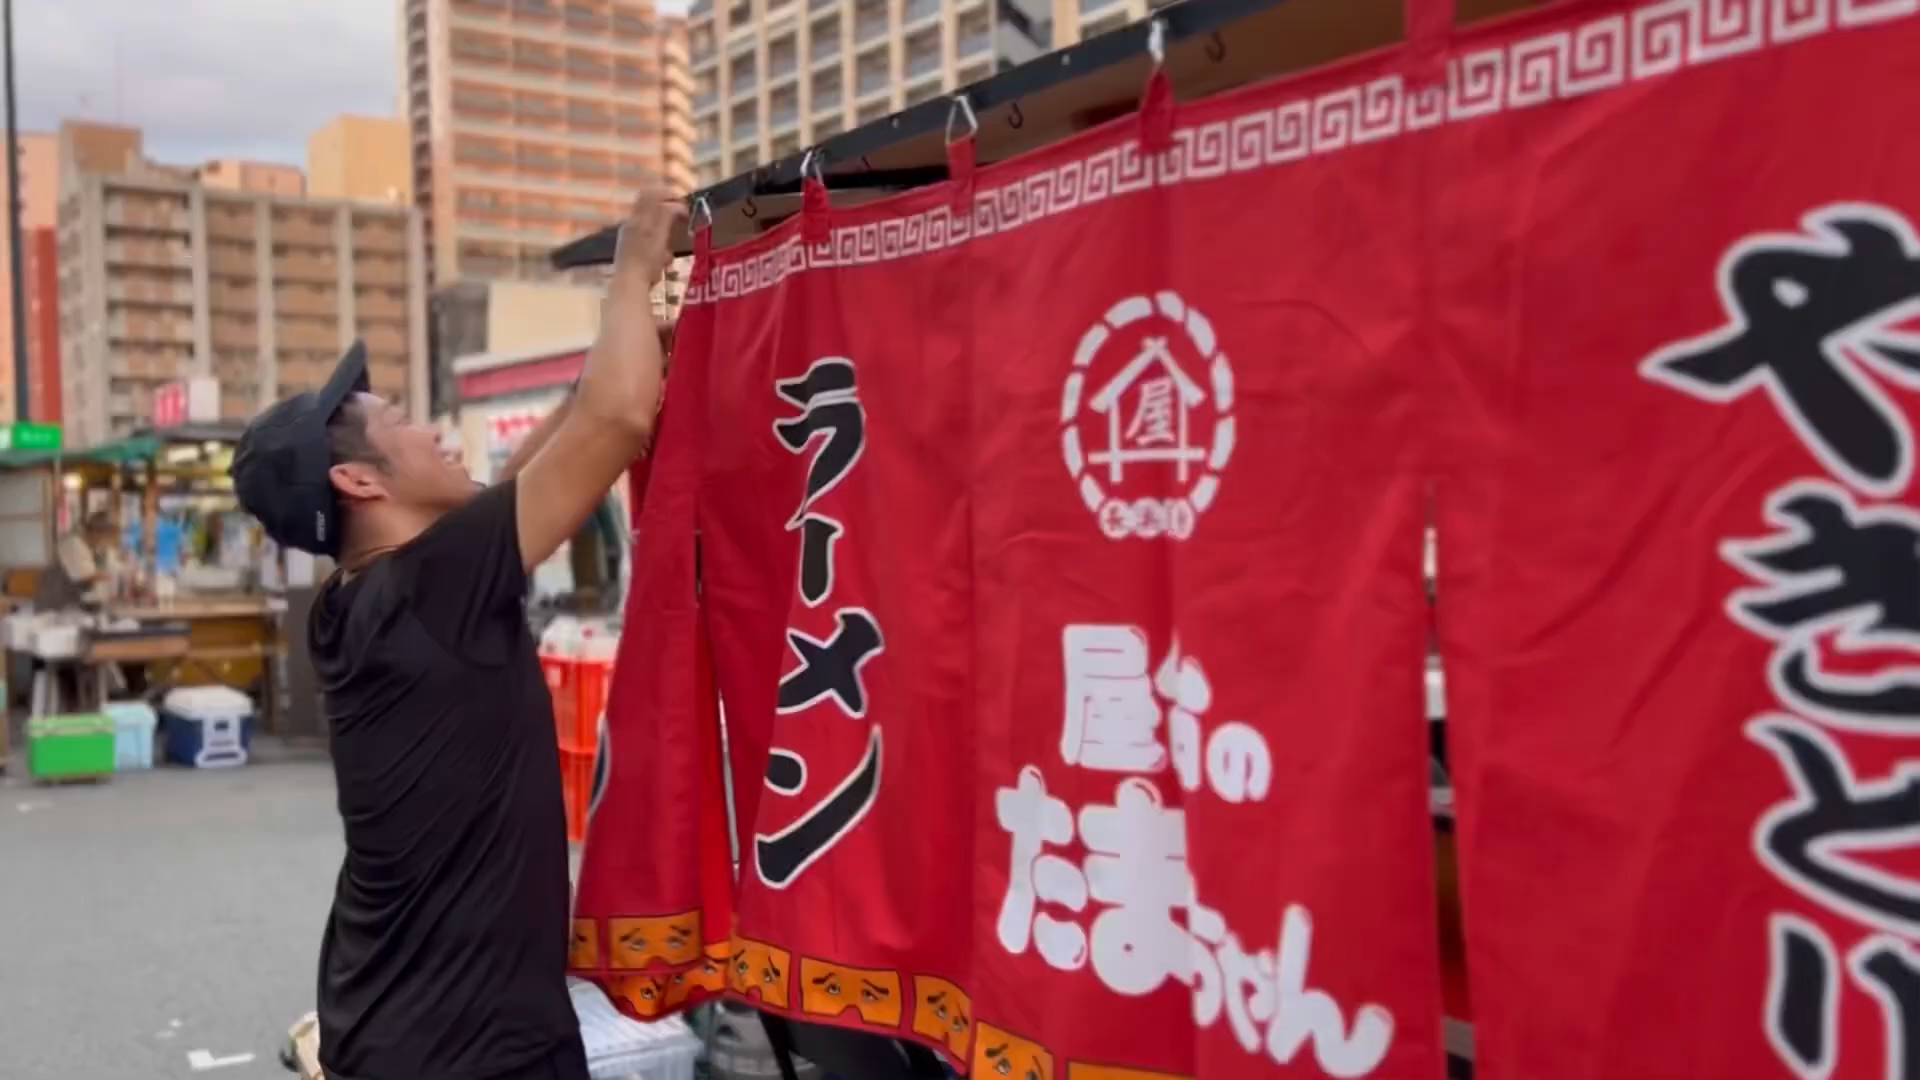 ラーメン
屋
屋台の
たまちゃん
やきとり